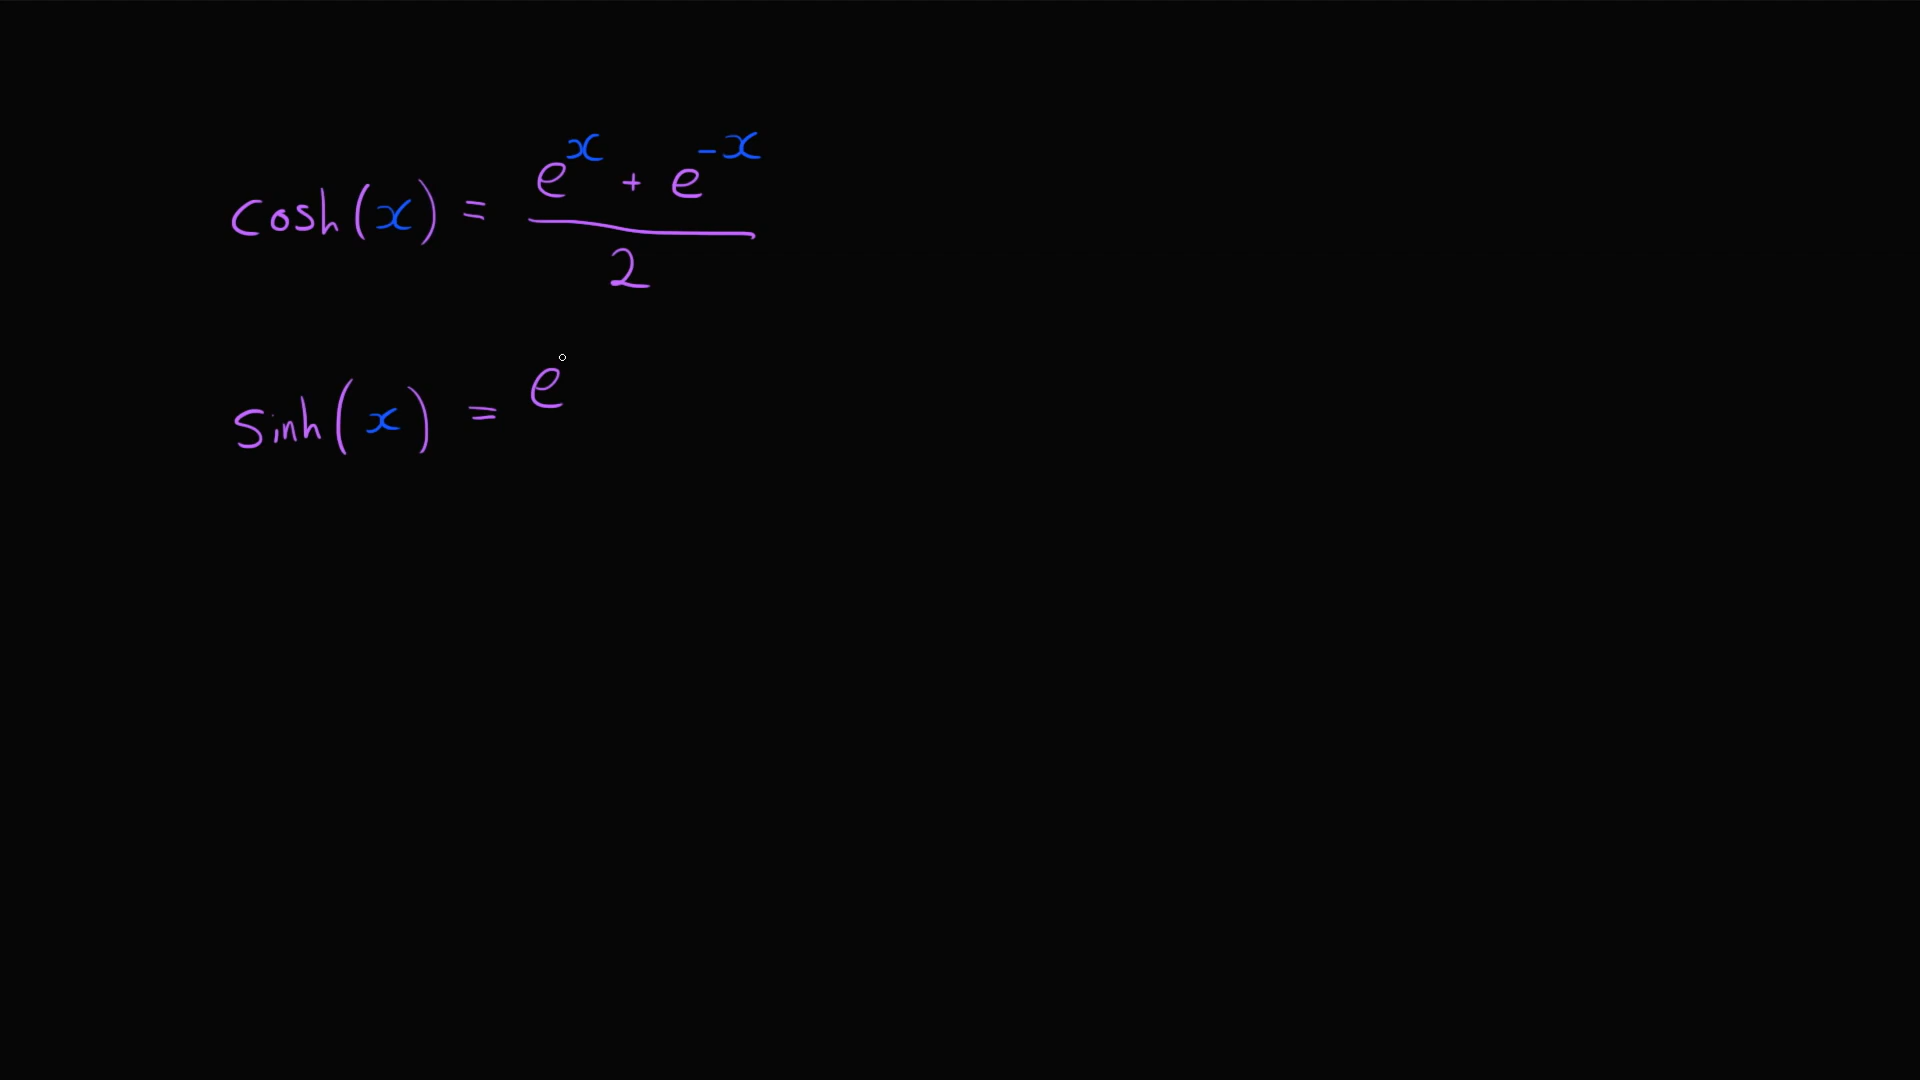 Cosh(x) = (e^x + e^-x)/2
Sinh(x) = e